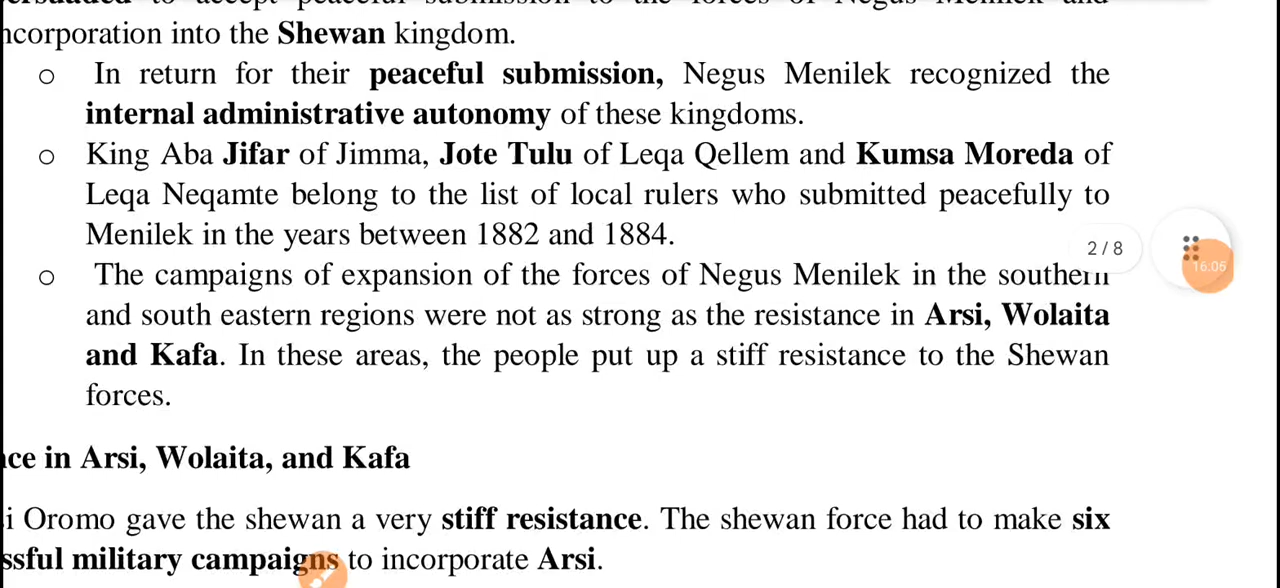 incorporation into the Shewan kingdom.
o In return for their peaceful submission, Negus Menilek recognized the
internal administrative autonomy of these kingdoms.
o King Aba Jifar of Jimma, Jote Tulu of Leqa Qellem and Kumsa Moreda of
Leqa Neqamte belong to the list of local rulers who submitted peacefully to
Menilek in the years between 1882 and 1884.
2/8
16:06
o The campaigns of expansion of the forces of Negus Menilek in the southern
and south eastern regions were not as strong as the resistance in Arsi, Wolaita
and Kafa. In these areas, the people put up a stiff resistance to the Shewan
forces.
ce in Arsi, Wolaita, and Kafa
i Oromo gave the shewan a very stiff resistance. The shewan force had to make six
ssful military campaigns to incorporate Arsi.